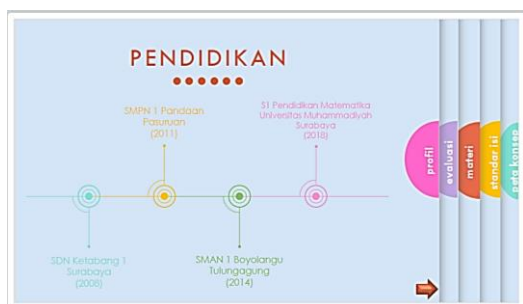 PENDIDIKAN
SMPN 1 Pandaan
Pasuruan
(2011)
S1 Pendidikan Matematika
Universitas Muhammadiyah
Surabaya
(2018)
SDN Ketabang 1
Surabaya
(2008)
SMAN 1 Boyolangu
Tulungagung
(2014)
profil
evaluasi
materi
standar isi
peta konsep